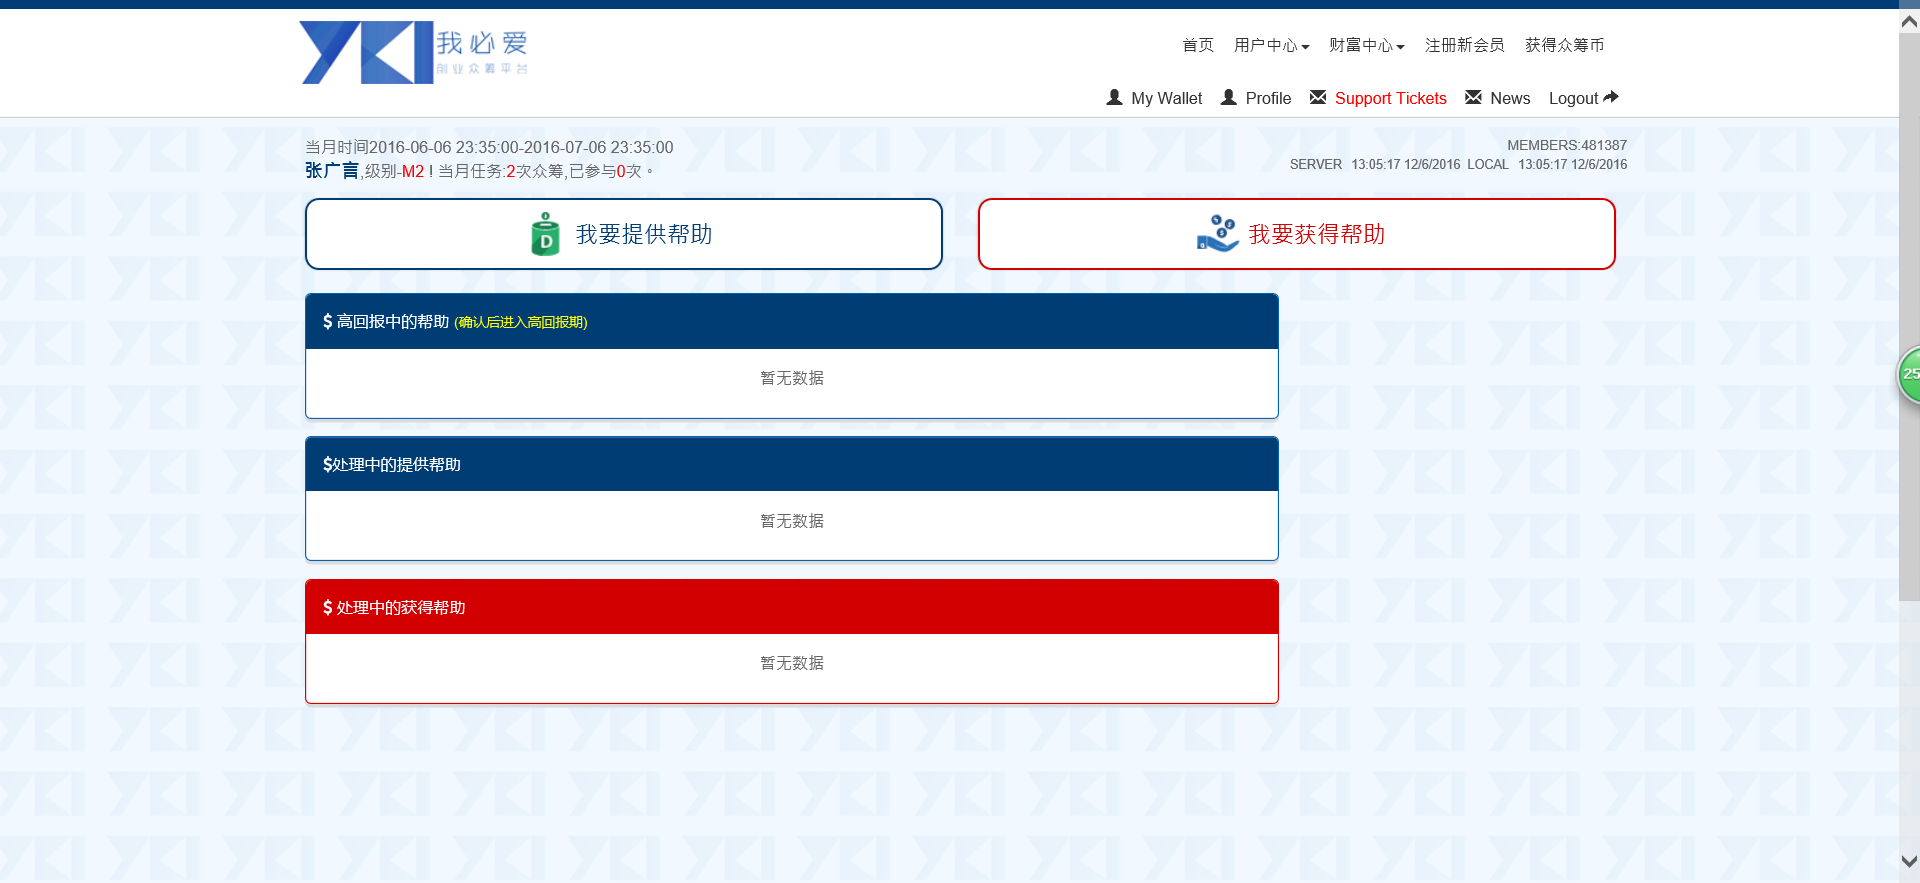 YCI 我必爱
创业众筹平台
首页 用户中心 财富中心 注册新会员 获得众筹币
My Wallet Profile Support Tickets News Logout
当月时间2016-06-06 23:35:00-2016-07-06 23:35:00
MEMBERS:481387
张广言,级别-M2 ! 当月任务:2次众筹,已参与0次。
SERVER 13:05:17 12/6/2016 LOCAL 13:05:17 12/6/2016
我要提供帮助
我要获得帮助
$ 高回报中的帮助 (确认后进入高回报期)
暂无数据
25
$处理中的提供帮助
暂无数据
$ 处理中的获得帮助
暂无数据